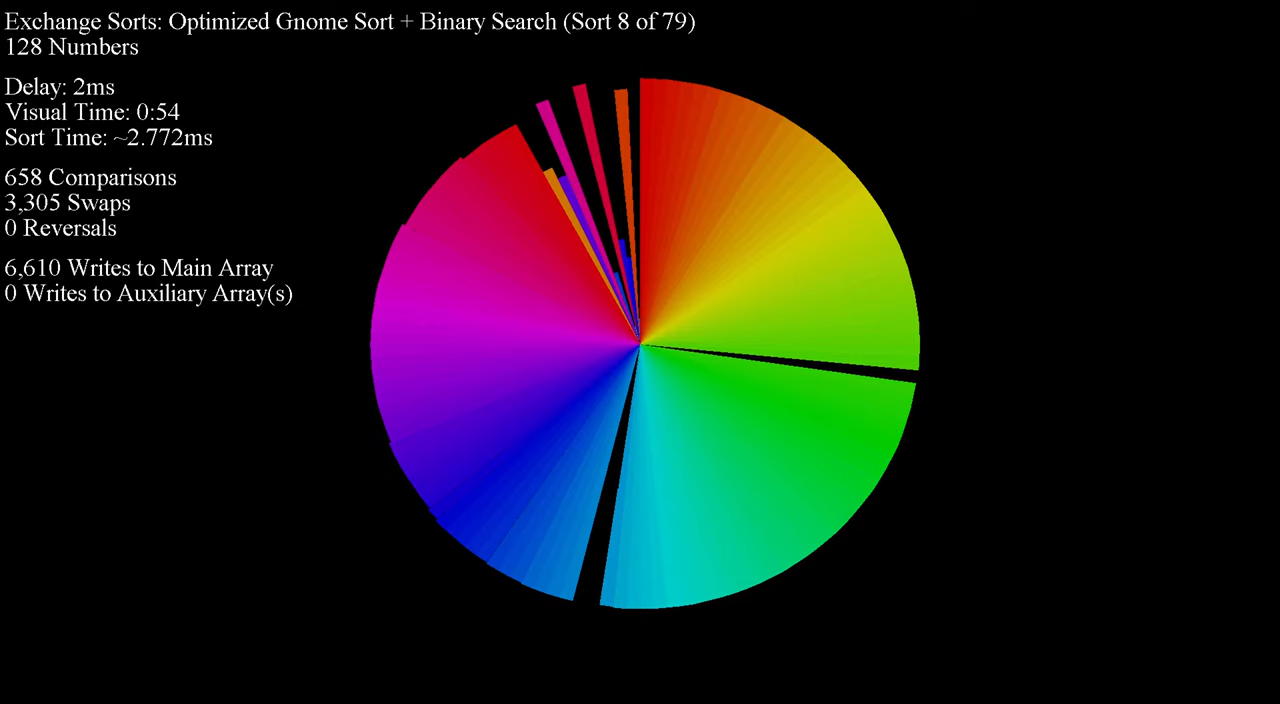 Exchange Sorts: Optimized Gnome Sort + Binary Search (Sort 8 of 79)
128 Numbers
Delay: 2ms
Visual Time: 0:54
Sort Time: ~2.772ms
658 Comparisons
3,305 Swaps
0 Reversals
6,610 Writes to Main Array
0 Writes to Auxiliary Array(s)